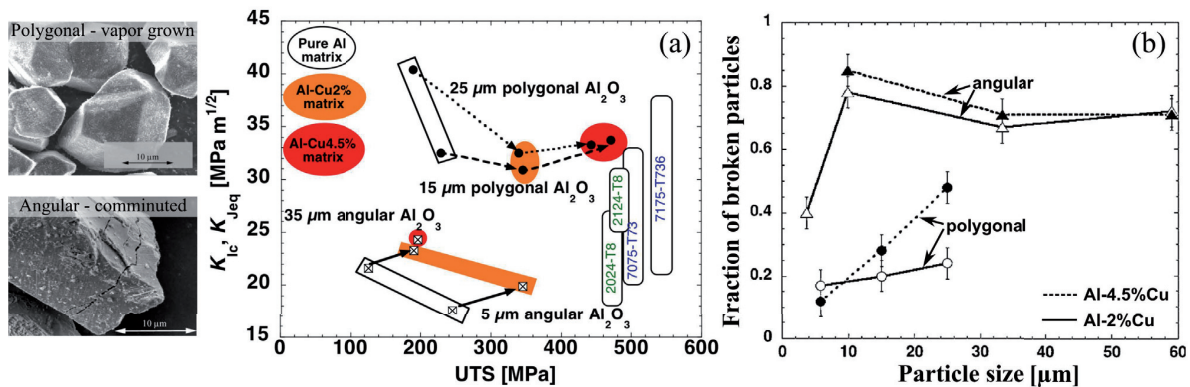 Polygonal - vapor grown
10 µm
Angular - comminuted
10 µm
(a)
K_Ic, K_Jeq [MPa m^1/2]
45
40
35
30
25
20
15
0 100 200 300 400 500 600
UTS [MPa]
Pure Al
matrix
Al-Cu2%
matrix
Al-Cu4.5%
matrix
25 µm polygonal Al2O3
15 µm polygonal Al2O3
35 µm angular Al2O3
5 µm angular Al2O3
2024-T8
2124-T8
7075-T73
7175-T736
(b)
Fraction of broken particles
1
0.8
0.6
0.4
0.2
0
0 10 20 30 40 50 60
Particle size [µm]
angular
polygonal
Al-4.5%Cu
Al-2%Cu